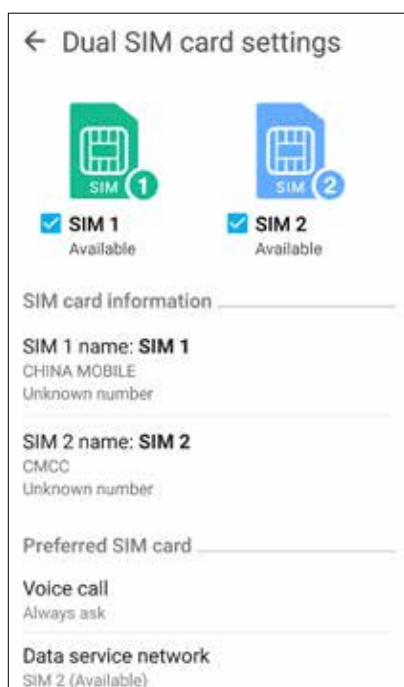 ← Dual SIM card settings
SIM 1 SIM 2
SIM 1 SIM 2
Available Available
SIM card information
SIM 1 name: SIM 1
CHINA MOBILE
Unknown number
SIM 2 name: SIM 2
CMCC
Unknown number
Preferred SIM card
Voice call
Always ask
Data service network
SIM 2 (Available)